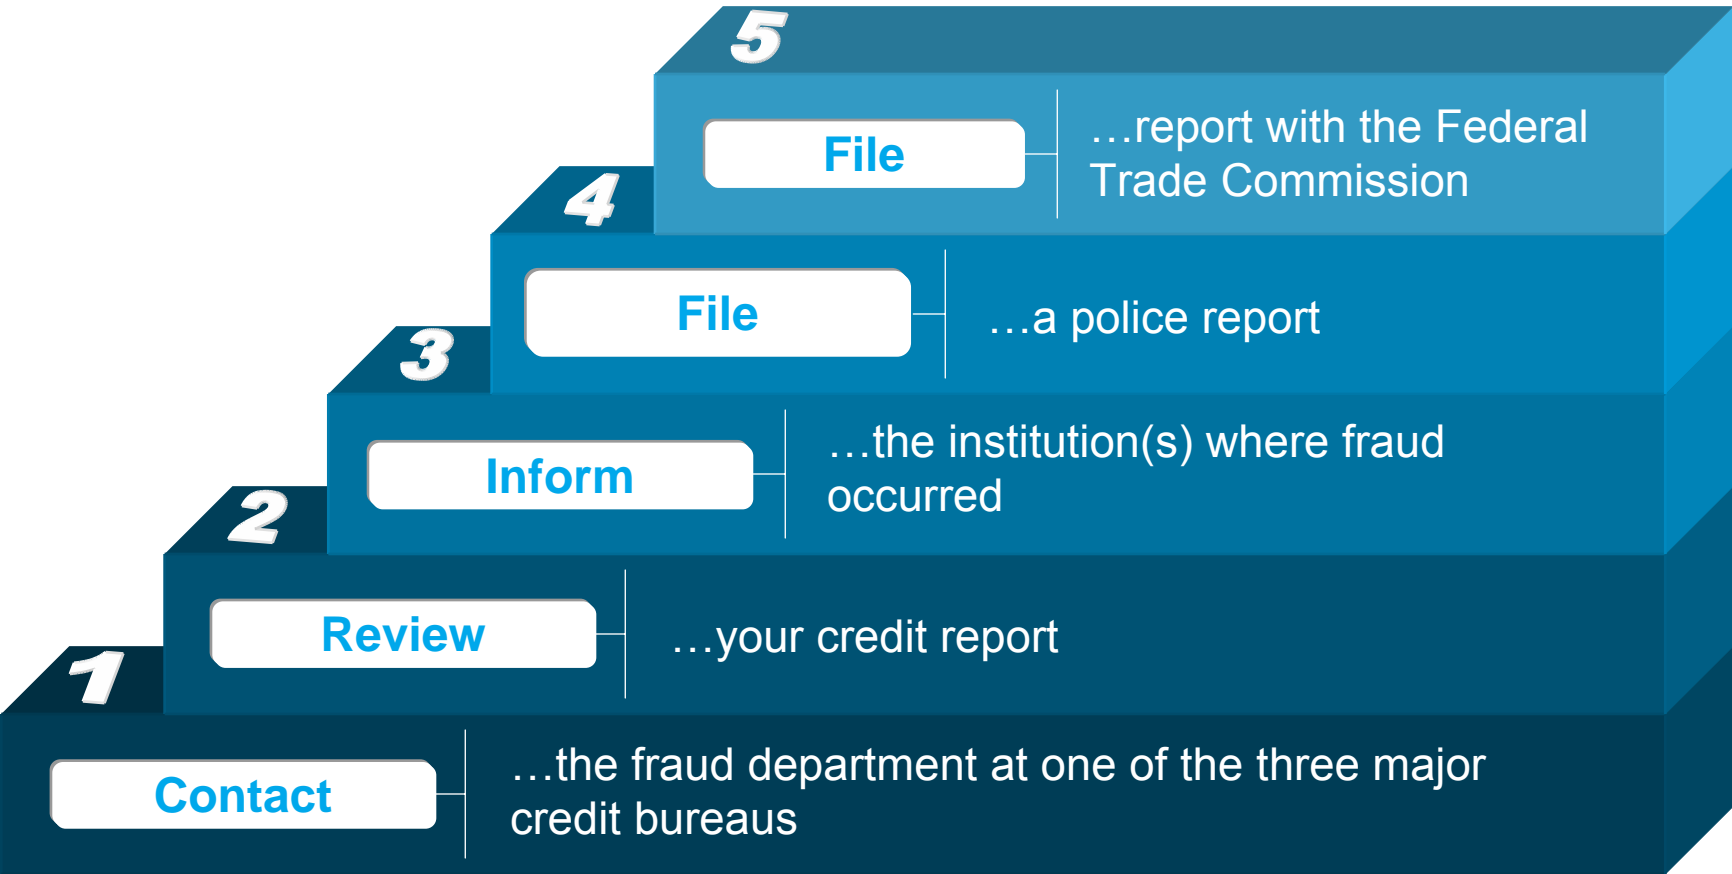 5
File
…report with the Federal
Trade Commission
4
File
…a police report
3
Inform
…the institution(s) where fraud
occurred
2
Review
…your credit report
1
Contact
…the fraud department at one of the three major
credit bureaus